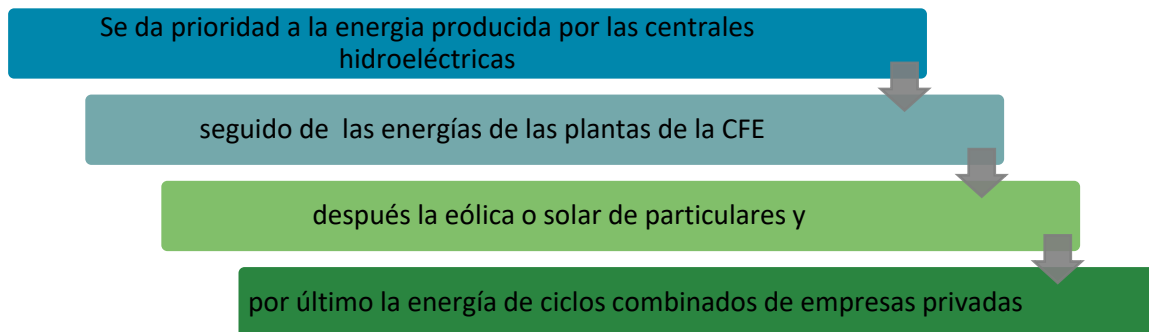 Se da prioridad a la energia producida por las centrales
hidroeléctricas
seguido de las energías de las plantas de la CFE
después la eólica o solar de particulares y
por último la energía de ciclos combinados de empresas privadas